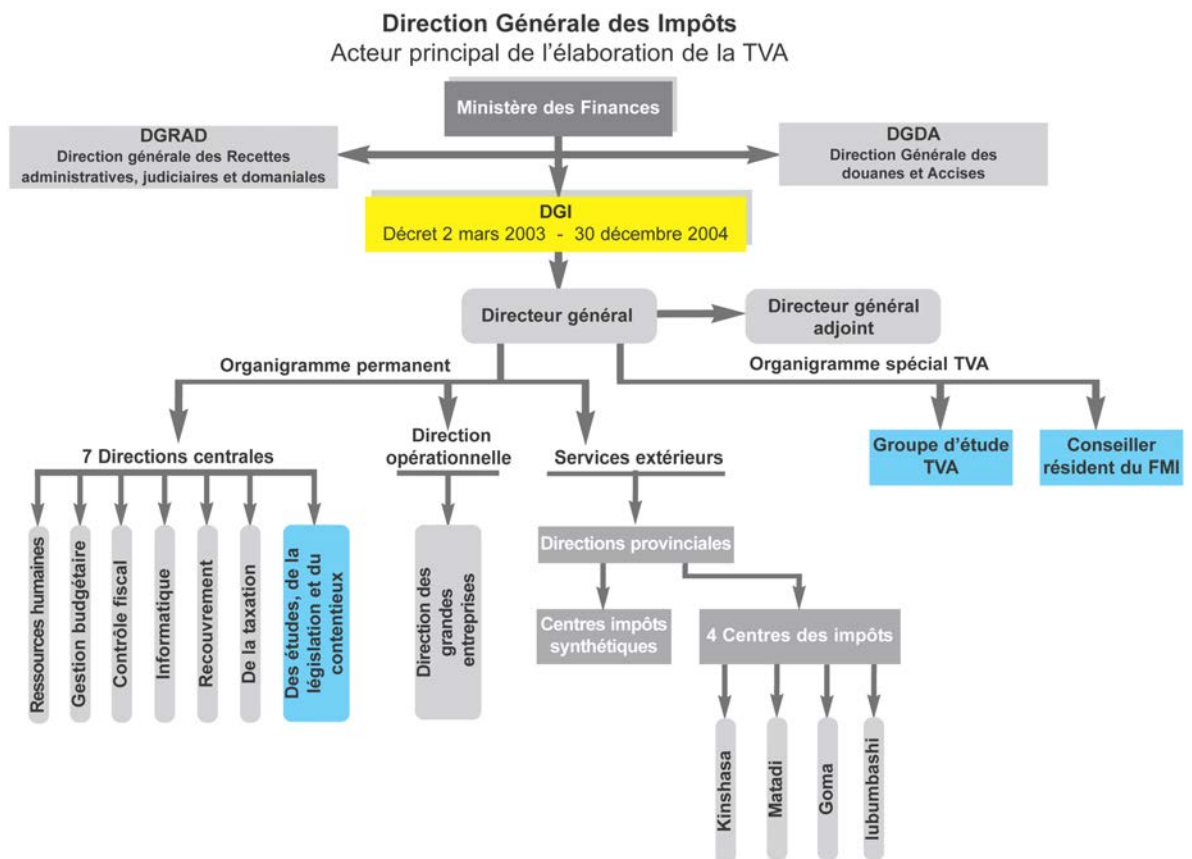 Direction Générale des Impôts
Acteur principal de l'élaboration de la TVA
Ministère des Finances
DGRAD
Direction générale des Recettes
administratives, judiciaires et domaniales
DGDA
Direction Générale des
douanes et Accises
DGI
Décret 2 mars 2003 - 30 décembre 2004
Directeur général
Directeur général
adjoint
Organigramme permanent
Organigramme spécial TVA
7 Directions centrales
Direction
opérationnelle
Services extérieurs
Groupe d'étude
TVA
Conseiller
résident du FMI
Ressources humaines
Gestion budgétaire
Contrôle fiscal
Informatique
Recouvrement
De la taxation
Des études, de la
législation et du
contentieux
Direction des
grandes
entreprises
Directions provinciales
Centres impôts
synthétiques
4 Centres des impôts
Kinshasa
Matadi
Goma
lubumbashi